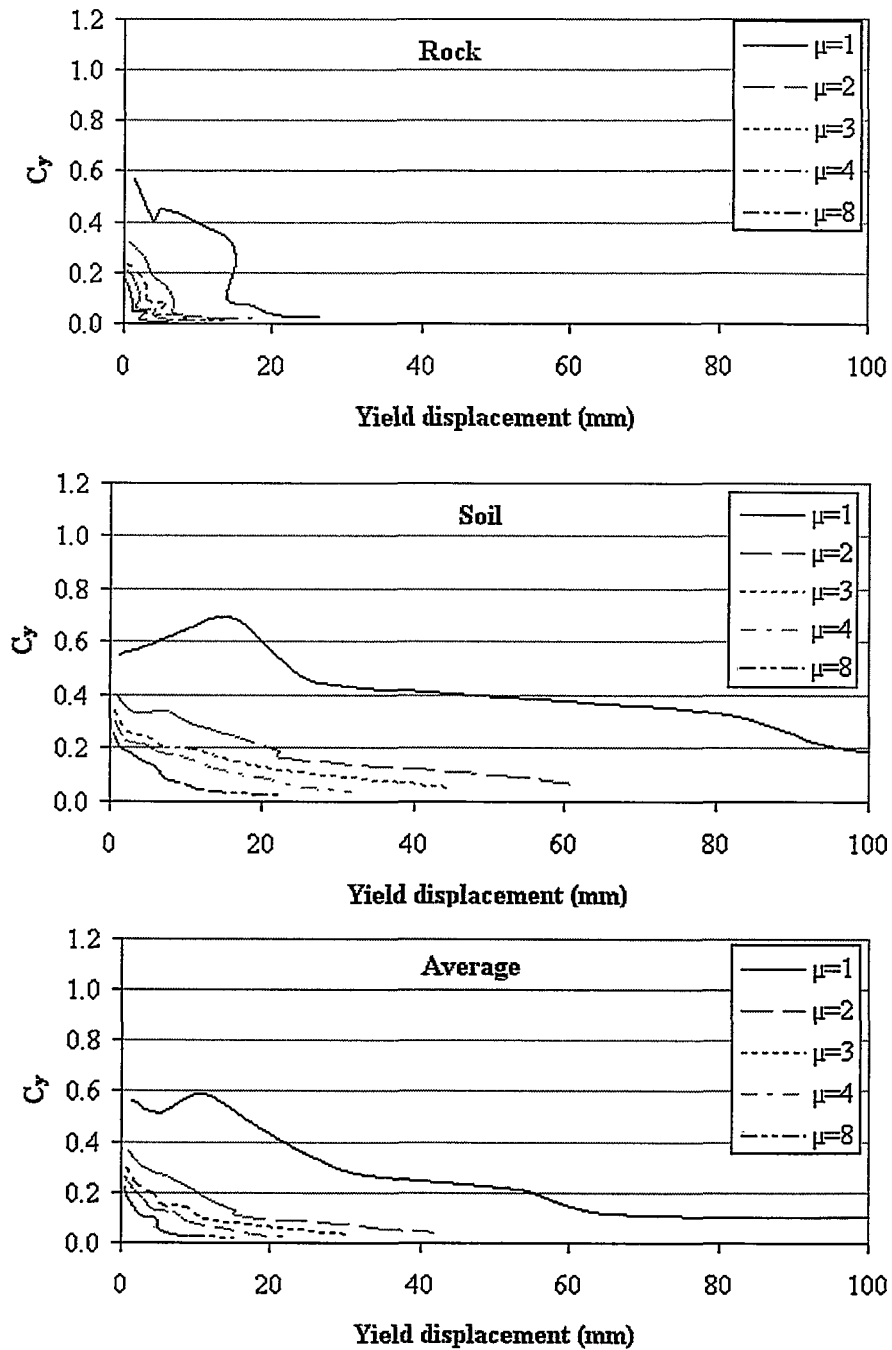 Rock
C_y
1.2
1.0
0.8
0.6
0.4
0.2
0.0
0 20 40 60 80 100
Yield displacement (mm)
μ=1
μ=2
μ=3
μ=4
μ=8
Soil
C_y
1.2
1.0
0.8
0.6
0.4
0.2
0.0
0 20 40 60 80 100
Yield displacement (mm)
μ=1
μ=2
μ=3
μ=4
μ=8
Average
C_y
1.2
1.0
0.8
0.6
0.4
0.2
0.0
0 20 40 60 80 100
Yield displacement (mm)
μ=1
μ=2
μ=3
μ=4
μ=8